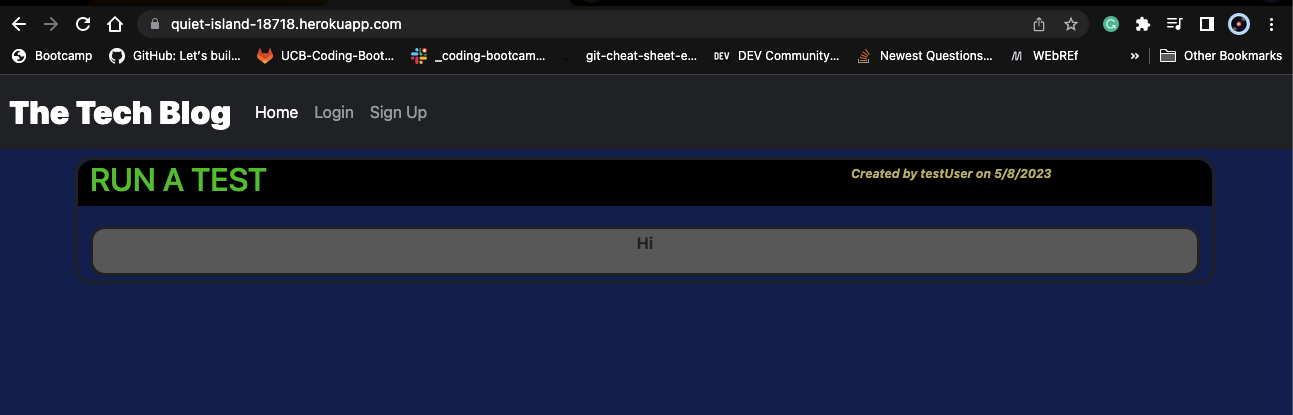 quiet-island-18718.herokuapp.com
Bootcamp GitHub: Let's buil... UCB-Coding-Boot... _coding-bootcam... git-cheat-sheet-e... DEV DEV Community... Newest Questions... M WEbREf » Other Bookmarks
The Tech Blog Home Login Sign Up
RUN A TEST Created by testUser on 5/8/2023
Hi